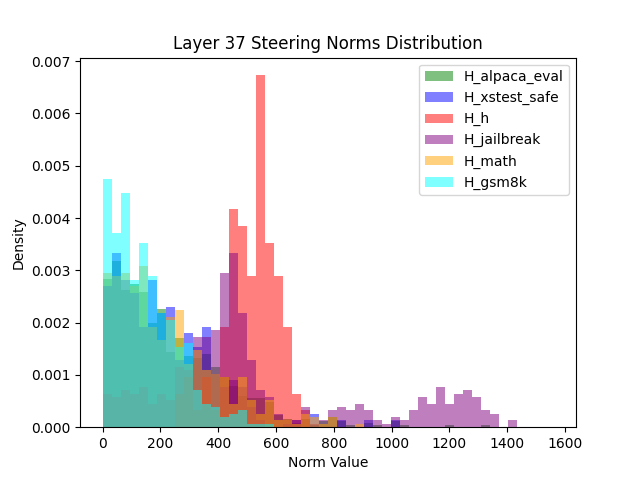 Layer 37 Steering Norms Distribution
0.007
0.006
0.005
0.004
0.003
0.002
0.001
0.000
Density
H_alpaca_eval
H_xstest_safe
H_h
H_jailbreak
H_math
H_gsm8k
0 200 400 600 800 1000 1200 1400 1600
Norm Value